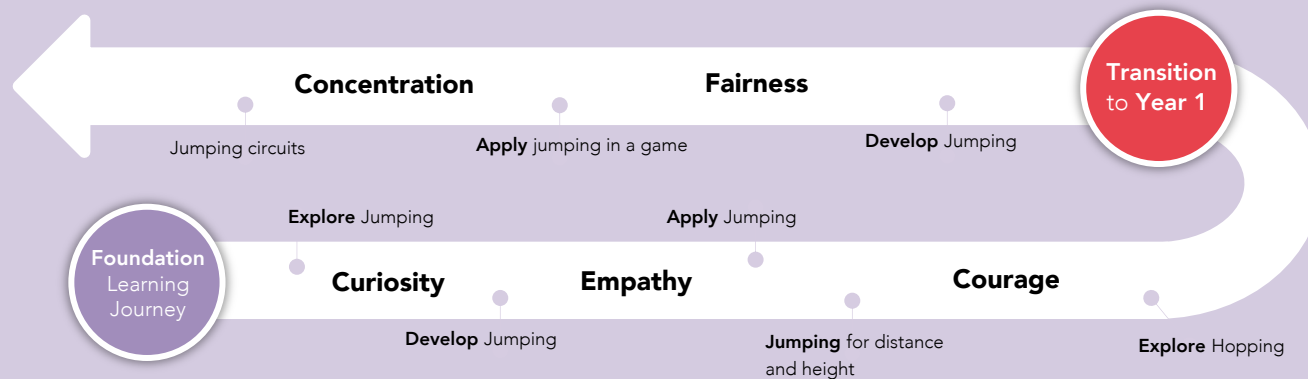 Concentration
Fairness
Transition
to Year 1
Jumping circuits
Apply jumping in a game
Develop Jumping
Explore Jumping
Apply Jumping
Foundation
Learning
Journey
Curiosity
Empathy
Courage
Develop Jumping
Jumping for distance
and height
Explore Hopping